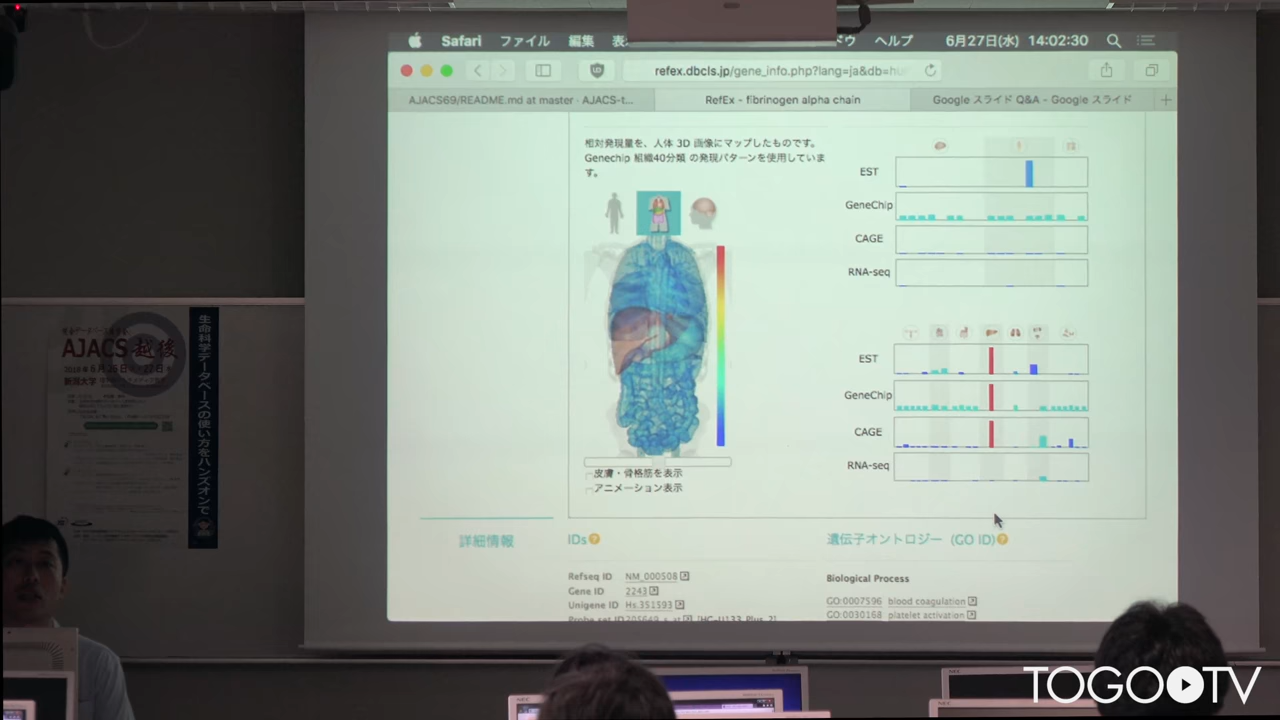 Safari ファイル 編集 ヘルプ 6月27日(水) 14:02:30
refex.dbcls.jp/gene_info.php?lang=ja&db=hu
AJACS69/README.md at master · AJACS-t...
RefEx - fibrinogen alpha chain
Google スライド Q&A - Google スライド
相対発現量を、人体 3D 画像にマップしたものです。
Genechip 組織40分類 の発現パターンを使用していま
す。
EST
GeneChip
CAGE
RNA-seq
EST
GeneChip
CAGE
RNA-seq
皮膚・骨格筋を表示
アニメーション表示
詳細情報
IDs
Refseq ID NM_000508
Gene ID 2243
Unigene ID Hs.351593
遺伝子オントロジー (GO ID)
Biological Process
GO:0007596 blood coagulation
GO:0030168 platelet activation
AJACS 越後
新潟大学
生命科学データベースの使い方をハンズオンで
TOGO TV